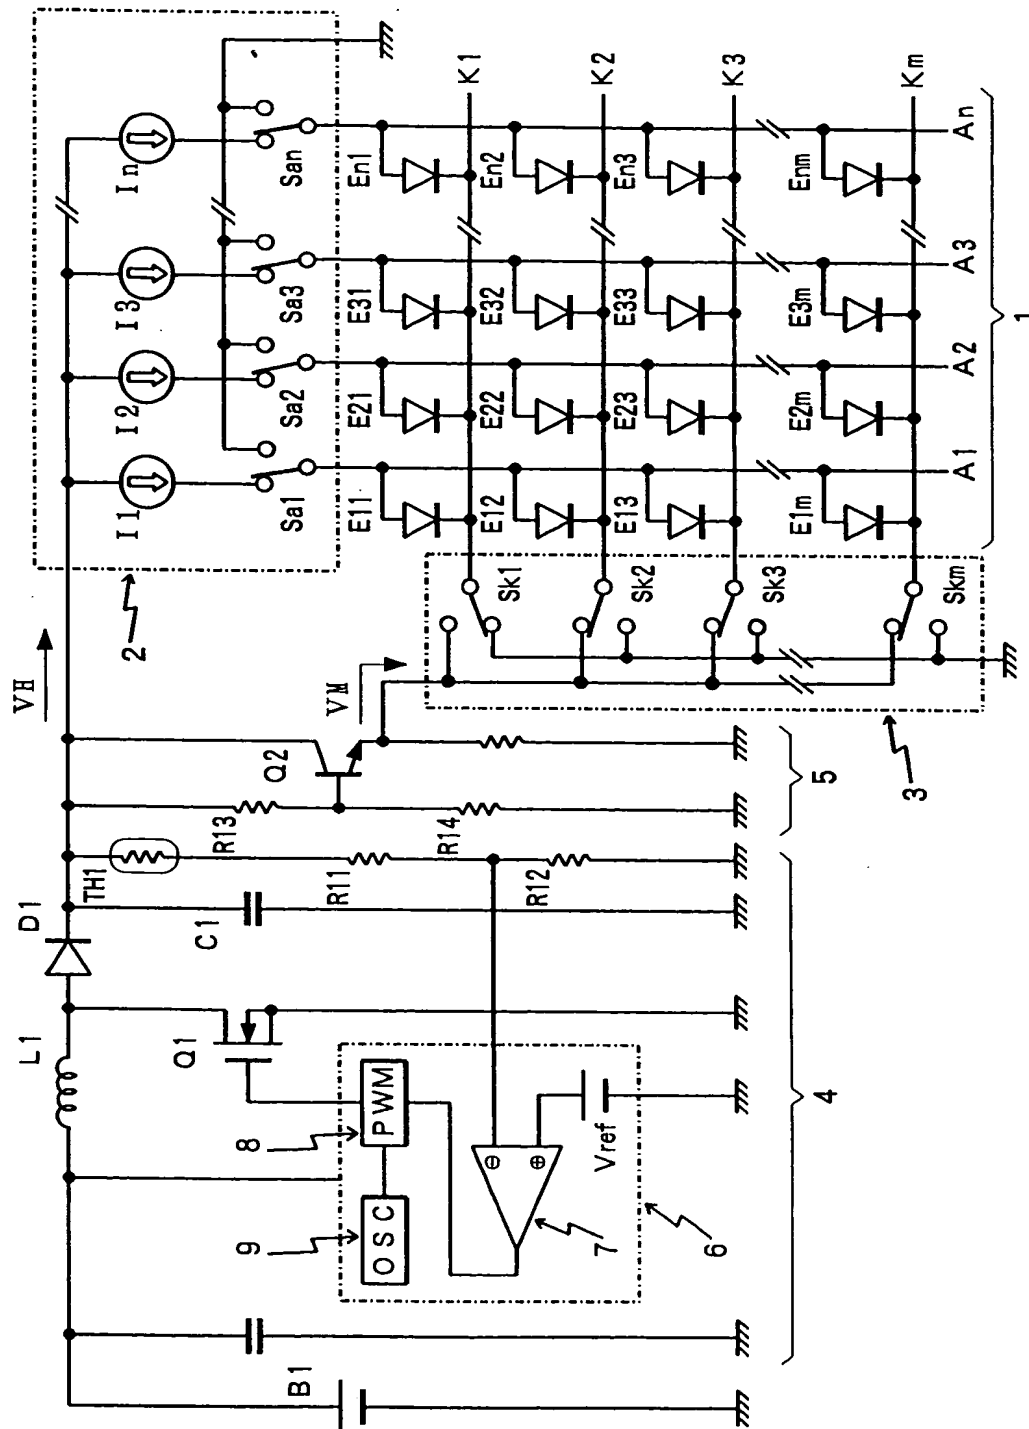 VH
2
I1
I2
I3
In
Sa1
Sa2
Sa3
San
B1
L1
D1
Q1
C1
TH1
R11
R12
R13
R14
Q2
VM
9
OSC
8
PWM
7
Vref
6
4
5
3
Sk1
Sk2
Sk3
Skm
E11
E21
E31
En1
K1
E12
E22
E32
En2
K2
E13
E23
E33
En3
K3
E1m
E2m
E3m
Enm
Km
A1
A2
A3
An
1